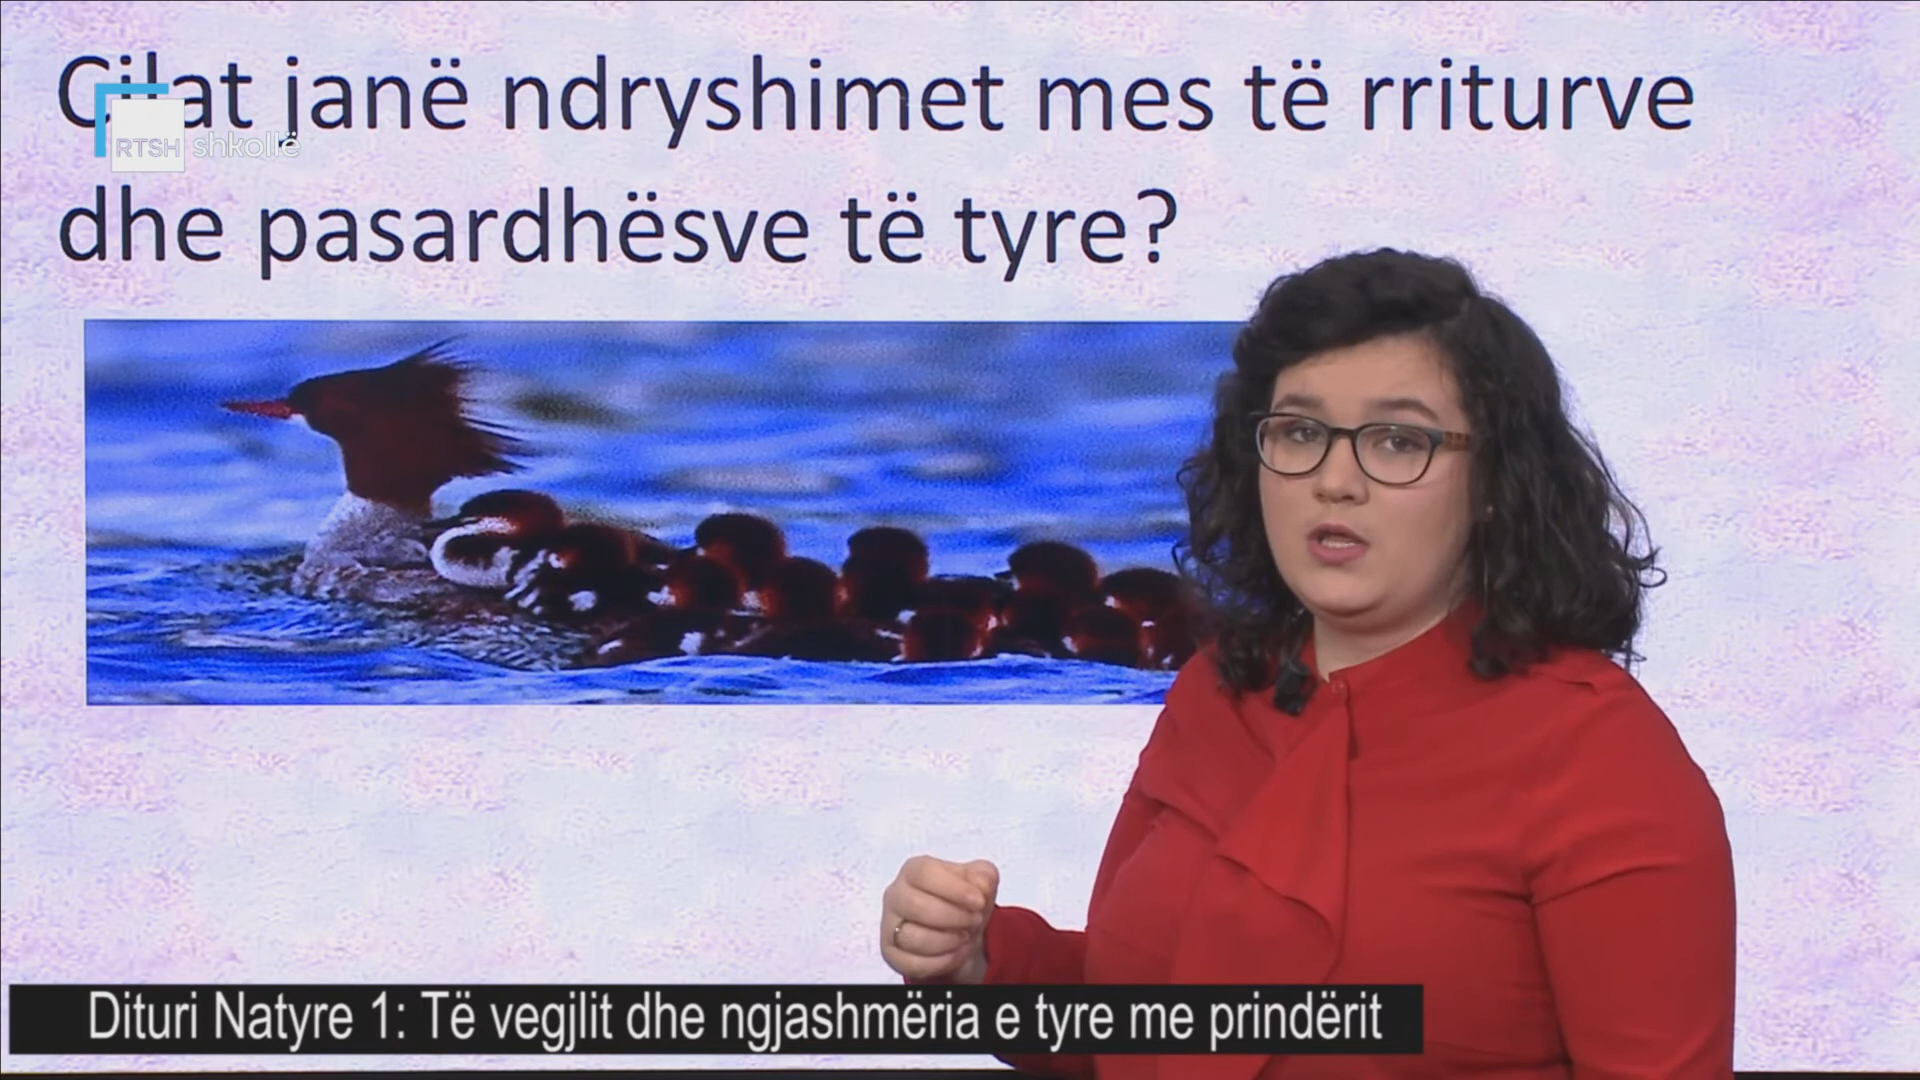 Cilat janë ndryshimet mes të rriturve
dhe pasardhësve të tyre?
RTSH shkollë
Dituri Natyre 1: Të vegjlit dhe ngjashmëria e tyre me prindërit